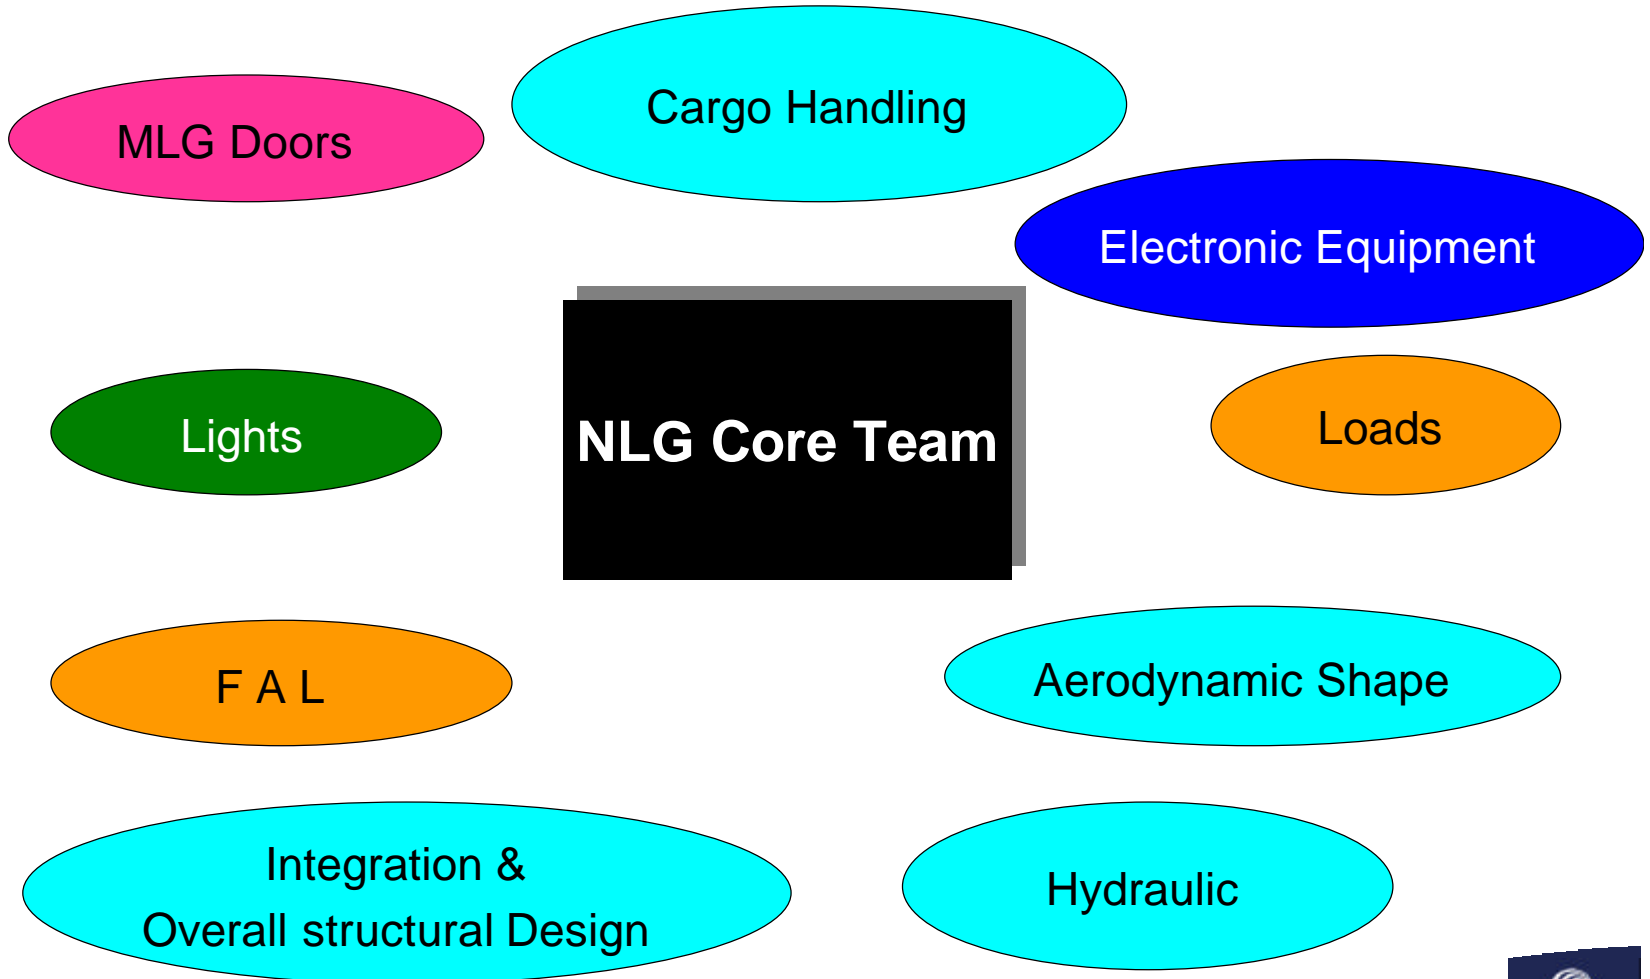 Cargo Handling
MLG Doors
Electronic Equipment
NLG Core Team
Lights
Loads
F A L
Aerodynamic Shape
Integration &
Overall structural Design
Hydraulic